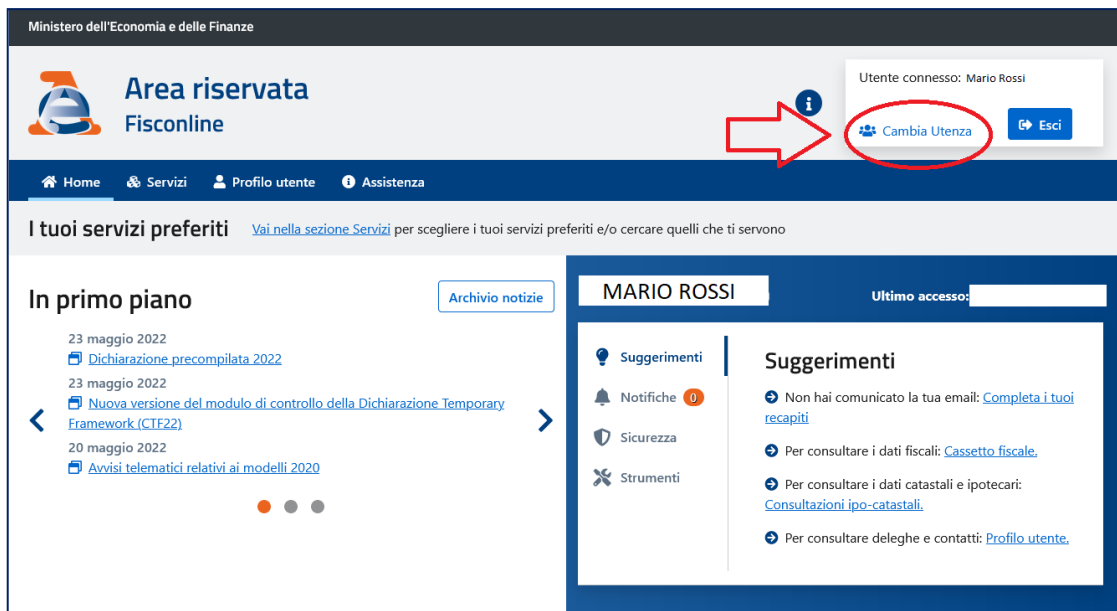 Ministero dell'Economia e delle Finanze
Area riservata
Fisconline
Utente connesso: Mario Rossi
Cambia Utenza
Esci
Home
Servizi
Profilo utente
Assistenza
I tuoi servizi preferiti
Vai nella sezione Servizi per scegliere i tuoi servizi preferiti e/o cercare quelli che ti servono
In primo piano
Archivio notizie
23 maggio 2022
Dichiarazione precompilata 2022
23 maggio 2022
Nuova versione del modulo di controllo della Dichiarazione Temporary
Framework (CTF22)
20 maggio 2022
Avvisi telematici relativi ai modelli 2020
MARIO ROSSI
Ultimo accesso:
Suggerimenti
Notifiche 0
Sicurezza
Strumenti
Suggerimenti
Non hai comunicato la tua email: Completa i tuoi
recapiti
Per consultare i dati fiscali: Cassetto fiscale.
Per consultare i dati catastali e ipotecari:
Consultazioni ipo-catastali.
Per consultare deleghe e contatti: Profilo utente.